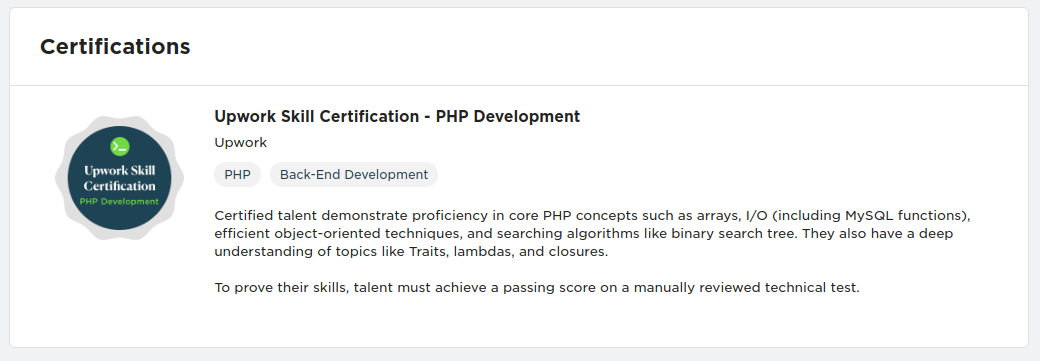 Certifications
Upwork Skill Certification - PHP Development
Upwork
PHP Back-End Development
>_
Upwork Skill
Certification
PHP Development
Certified talent demonstrate proficiency in core PHP concepts such as arrays, I/O (including MySQL functions),
efficient object-oriented techniques, and searching algorithms like binary search tree. They also have a deep
understanding of topics like Traits, lambdas, and closures.
To prove their skills, talent must achieve a passing score on a manually reviewed technical test.